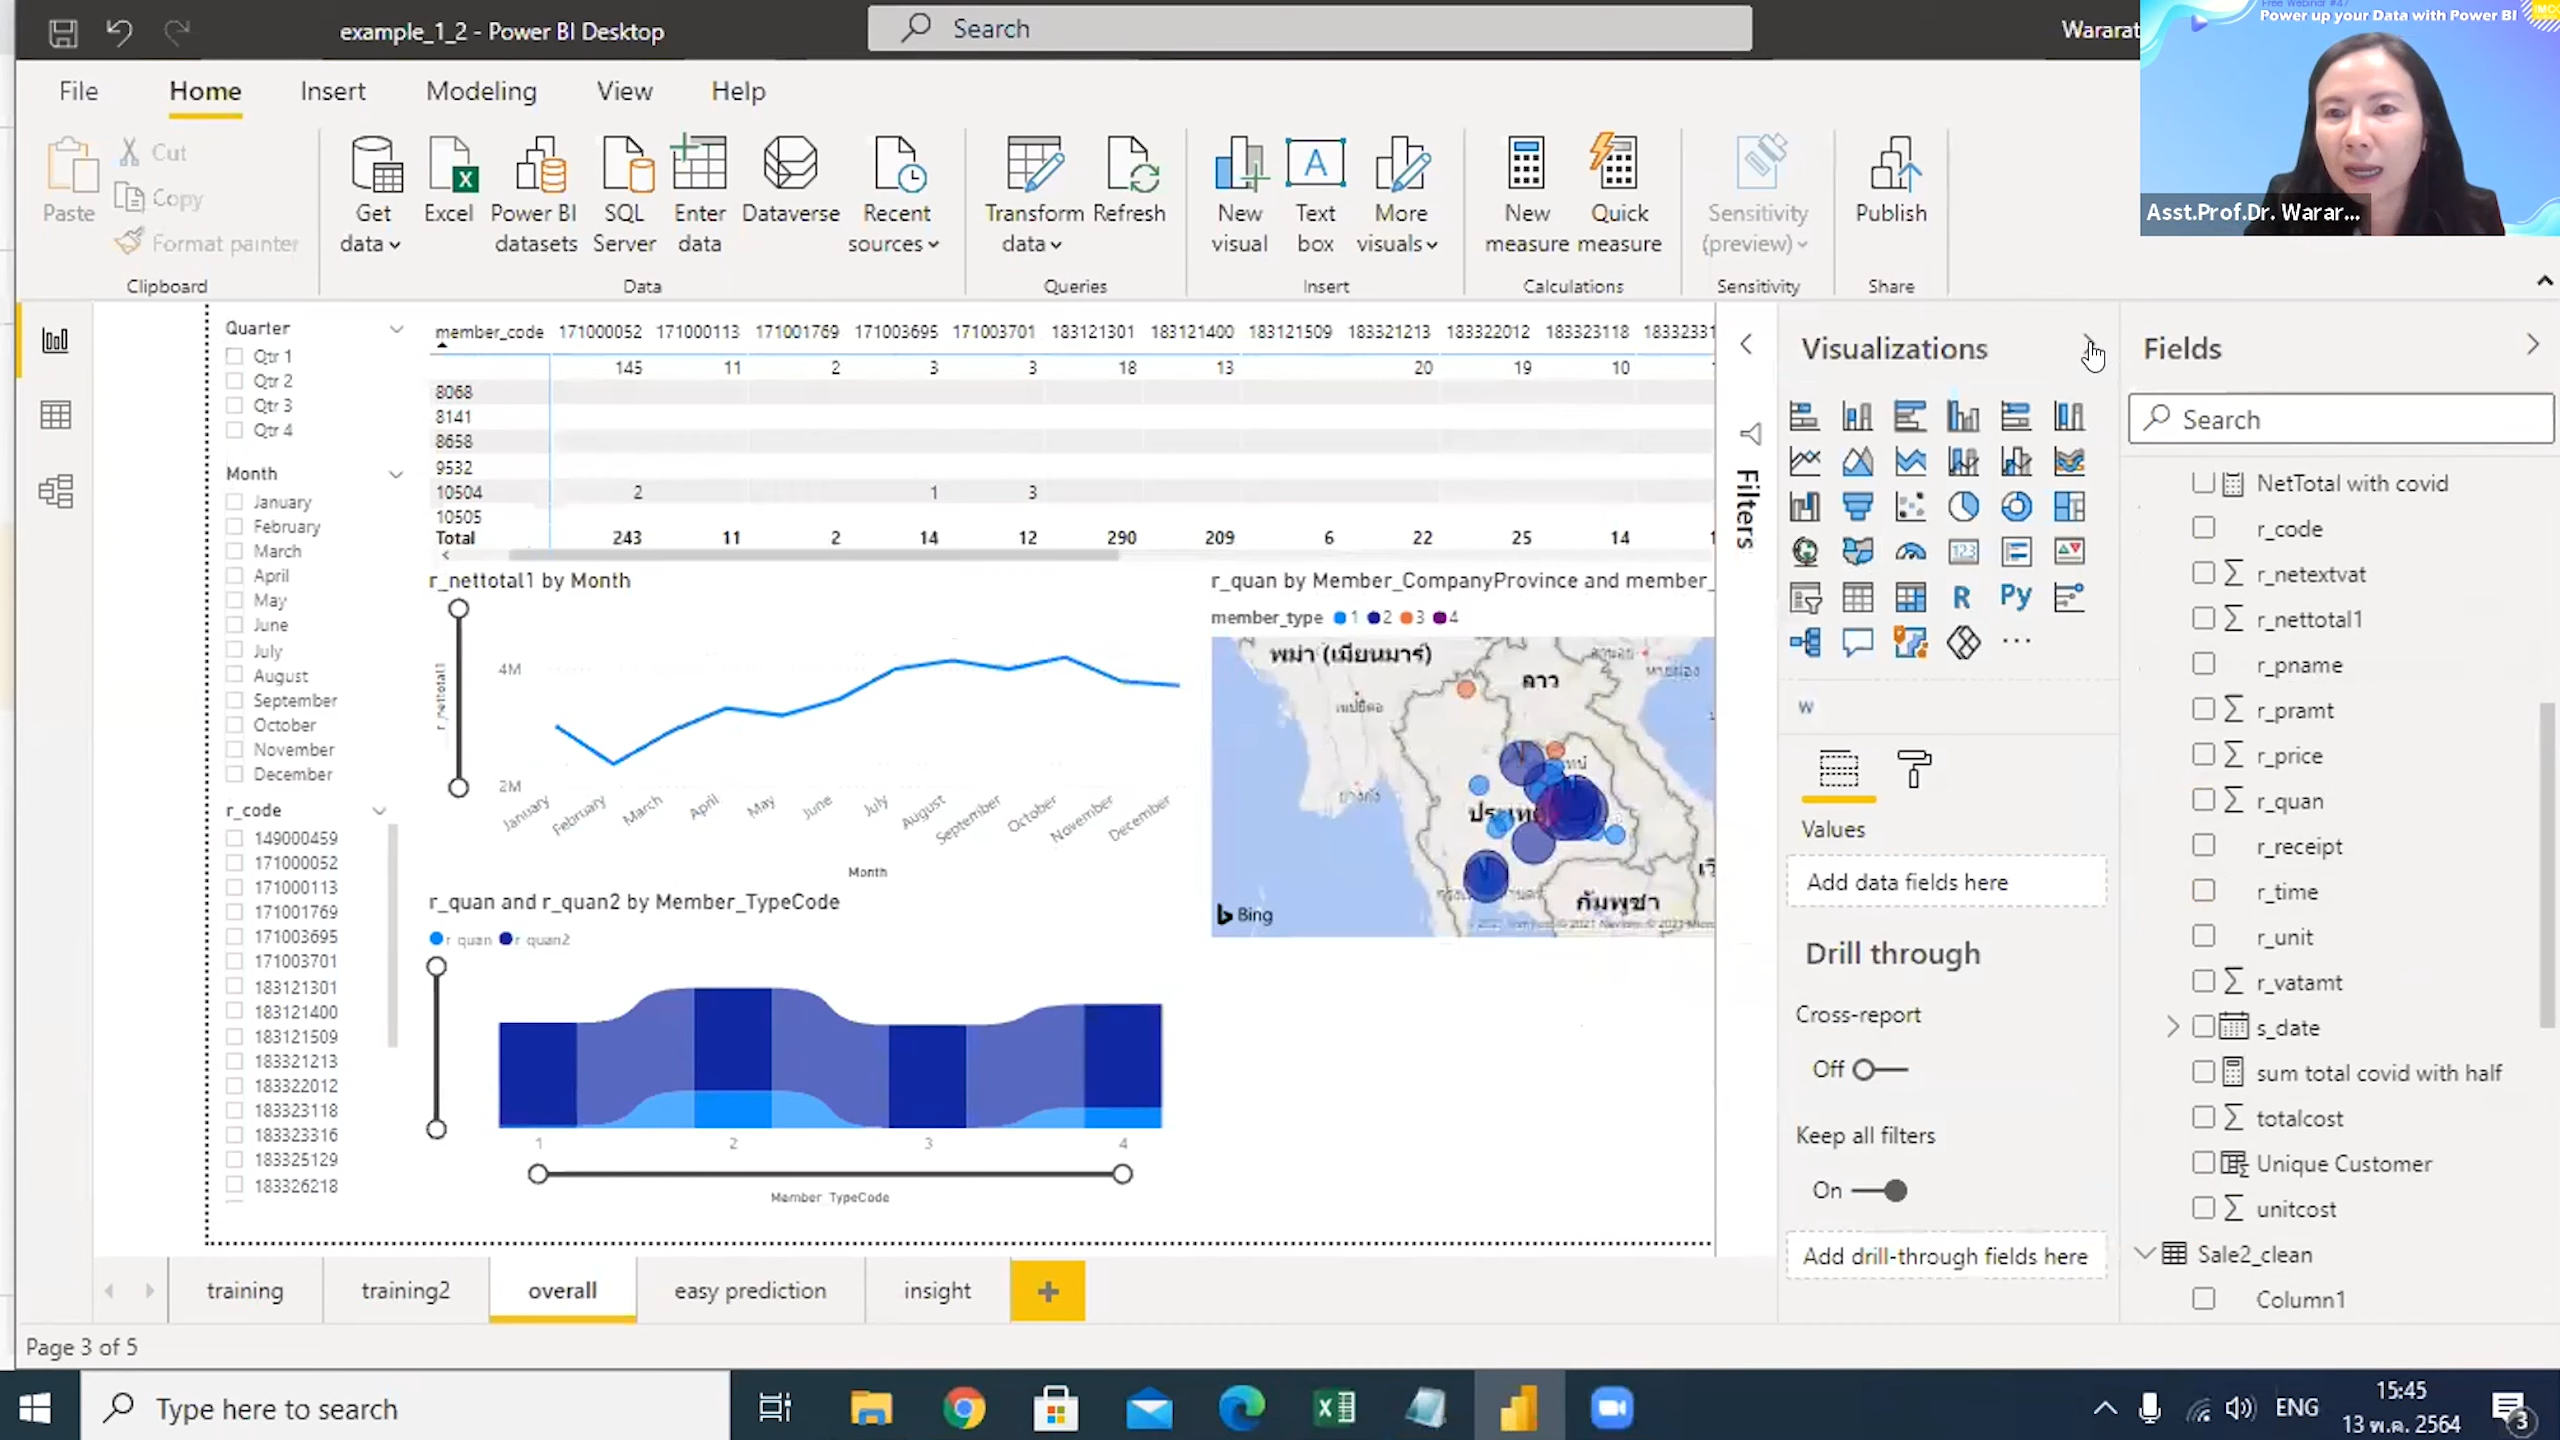 example_1_2 - Power BI Desktop
Search
Wararat
Free Webinar #47
Power up your Data with Power BI
IMC
Asst.Prof.Dr. Warar...
File Home Insert Modeling View Help
Paste
Cut
Copy
Format painter
Clipboard
Get data
Excel
Power BI datasets
SQL Server
Enter data
Dataverse
Recent sources
Data
Transform data
Refresh
Queries
New visual
Text box
More visuals
Insert
New measure
Quick measure
Calculations
Sensitivity (preview)
Sensitivity
Publish
Share
Quarter
Qtr 1
Qtr 2
Qtr 3
Qtr 4
Month
January
February
March
April
May
June
July
August
September
October
November
December
r_code
149000459
171000052
171000113
171001769
171003695
171003701
183121301
183121400
183121509
183321213
183322012
183323118
183323316
183325129
183326218
member_code 171000052 171000113 171001769 171003695 171003701 183121301 183121400 183121509 183321213 183322012 183323118 18332331
145 11 2 3 3 18 13 20 19 10
8068
8141
8658
9532
10504 2 1 3
10505
Total 243 11 2 14 12 290 209 6 22 25 14
r_nettotal1 by Month
r_nettotal1
4M
2M
January February March April May June July August September October November December
Month
r_quan by Member_CompanyProvince and member_
member_type 1 2 3 4
พม่า (เมียนมาร์)
ลาว
กัมพูชา
Bing
r_quan and r_quan2 by Member_TypeCode
r_quan r_quan2
1 2 3 4
Member_TypeCode
Filters
Visualizations
R Py
W
Values
Add data fields here
Drill through
Cross-report
Off
Keep all filters
On
Add drill-through fields here
Fields
Search
NetTotal with covid
r_code
r_netextvat
r_nettotal1
r_pname
r_pramt
r_price
r_quan
r_receipt
r_time
r_unit
r_vatamt
s_date
sum total covid with half
totalcost
Unique Customer
unitcost
Sale2_clean
Column1
training training2 overall easy prediction insight +
Page 3 of 5
Type here to search
ENG
15:45
13 พ.ค. 2564
3